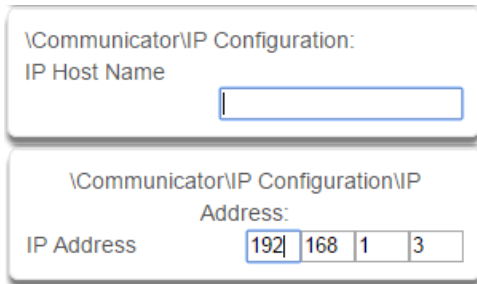 \Communicator\IP Configuration:
IP Host Name
\Communicator\IP Configuration\IP
Address:
IP Address 192 168 1 3